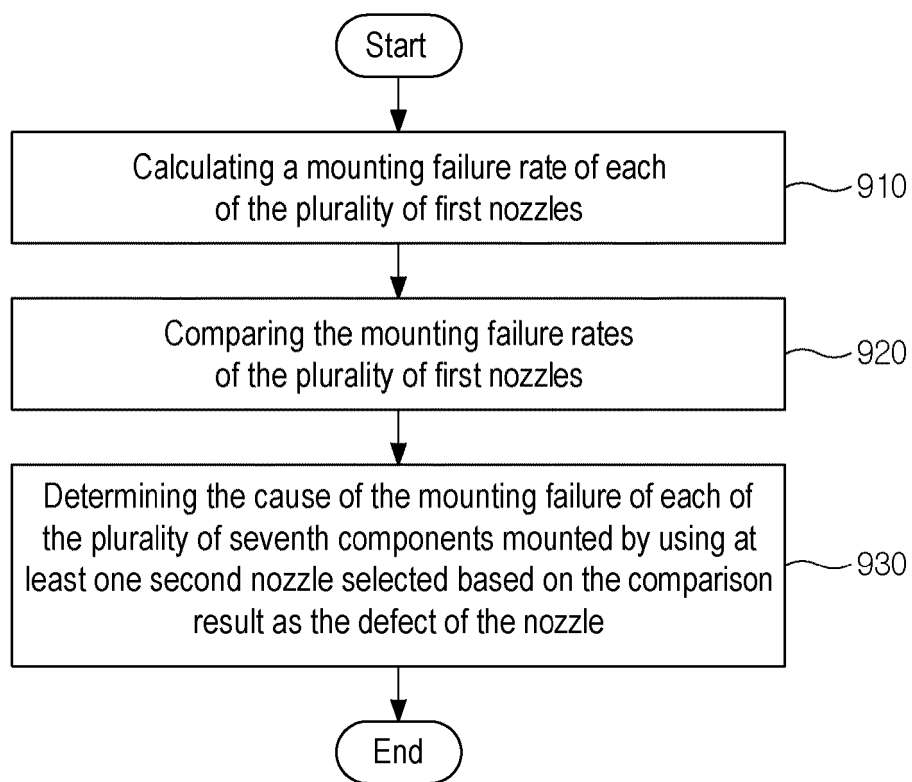 Start
Calculating a mounting failure rate of each
of the plurality of first nozzles
910
Comparing the mounting failure rates
of the plurality of first nozzles
920
Determining the cause of the mounting failure of each of
the plurality of seventh components mounted by using at
least one second nozzle selected based on the comparison
result as the defect of the nozzle
930
End